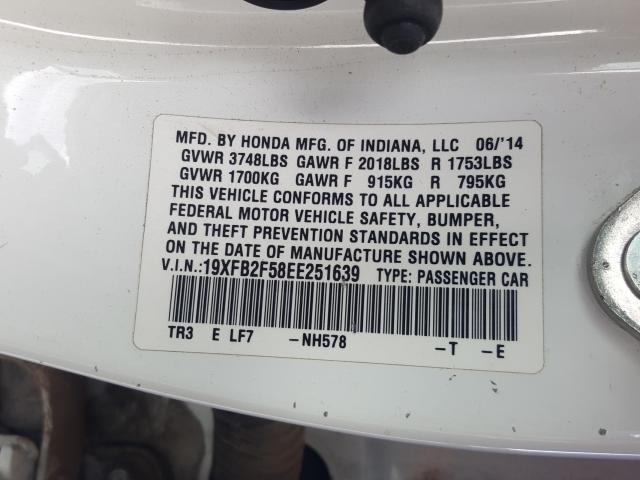 MFD. BY HONDA MFG. OF INDIANA, LLC 06/'14
GVWR 3748LBS GAWR F 2018LBS R 1753LBS
GVWR 1700KG GAWR F 915KG R 795KG
THIS VEHICLE CONFORMS TO ALL APPLICABLE
FEDERAL MOTOR VEHICLE SAFETY, BUMPER,
AND THEFT PREVENTION STANDARDS IN EFFECT
ON THE DATE OF MANUFACTURE SHOWN ABOVE.
V.I.N.:19XFB2F58EE251639 TYPE: PASSENGER CAR
TR3 E LF7 -NH578 -T -E